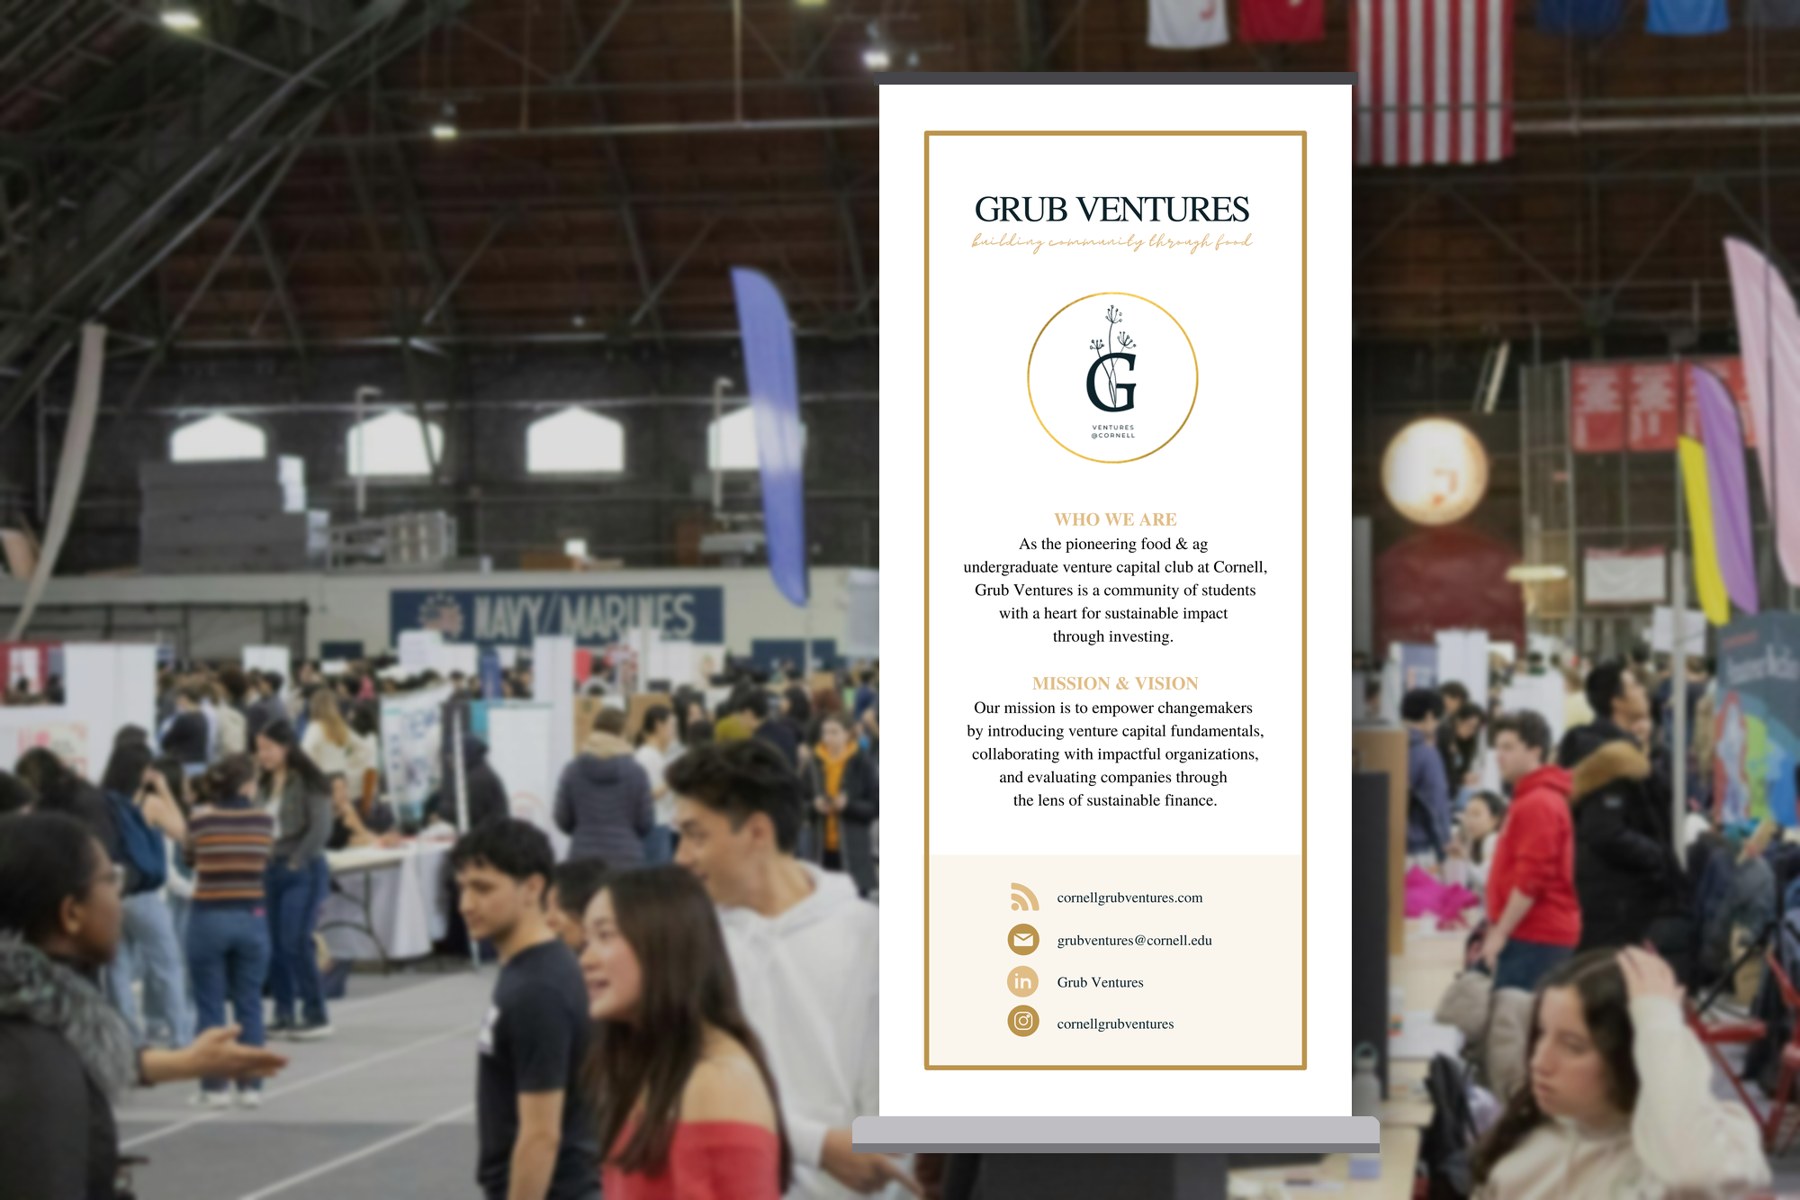 GRUB VENTURES
building community through food
G
VENTURES
@CORNELL
WHO WE ARE
As the pioneering food & ag
undergraduate venture capital club at Cornell,
Grub Ventures is a community of students
with a heart for sustainable impact
through investing.
MISSION & VISION
Our mission is to empower changemakers
by introducing venture capital fundamentals,
collaborating with impactful organizations,
and evaluating companies through
the lens of sustainable finance.
cornellgrubventures.com
grubventures@cornell.edu
in
Grub Ventures
cornellgrubventures
NAVY/MARINES